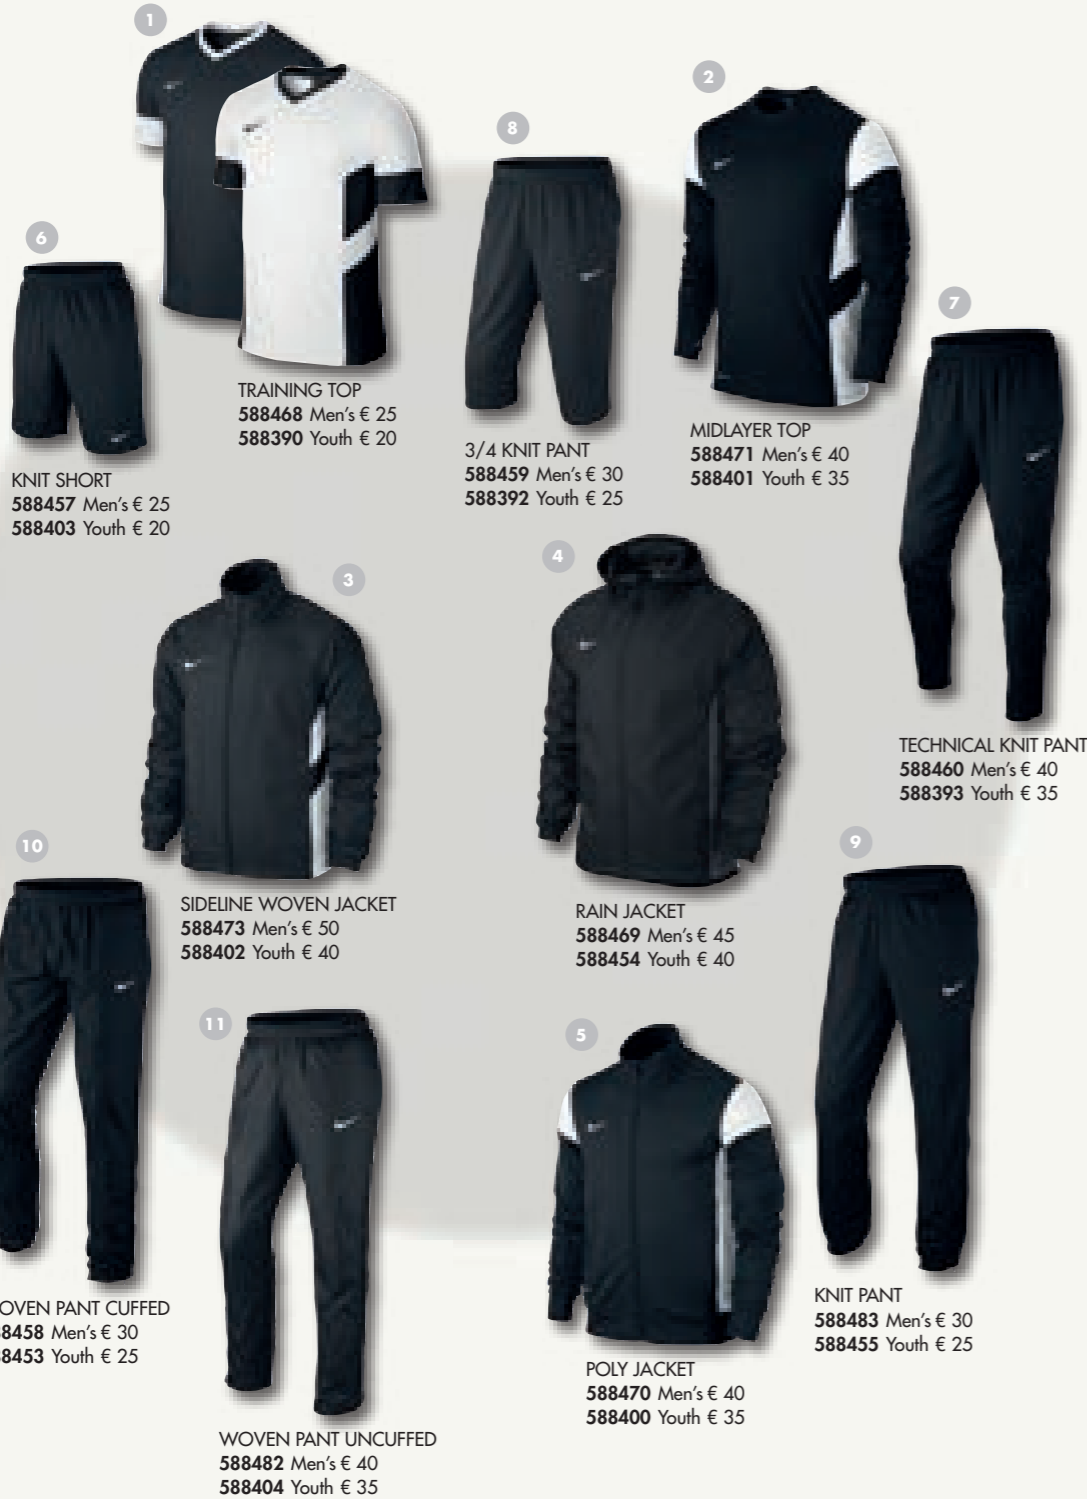 1
2
8
6
7
TRAINING TOP
588468 Men's € 25
588390 Youth € 20
MIDLAYER TOP
588471 Men's € 40
588401 Youth € 35
3/4 KNIT PANT
588459 Men's € 30
588392 Youth € 25
KNIT SHORT
588457 Men's € 25
588403 Youth € 20
3
4
TECHNICAL KNIT PANT
588460 Men's € 40
588393 Youth € 35
10
9
SIDELINE WOVEN JACKET
588473 Men's € 50
588402 Youth € 40
RAIN JACKET
588469 Men's € 45
588454 Youth € 40
11
5
KNIT PANT
588483 Men's € 30
588455 Youth € 25
OVEN PANT CUFFED
8458 Men's € 30
8453 Youth € 25
POLY JACKET
588470 Men's € 40
588400 Youth € 35
WOVEN PANT UNCUFFED
588482 Men's € 40
588404 Youth € 35